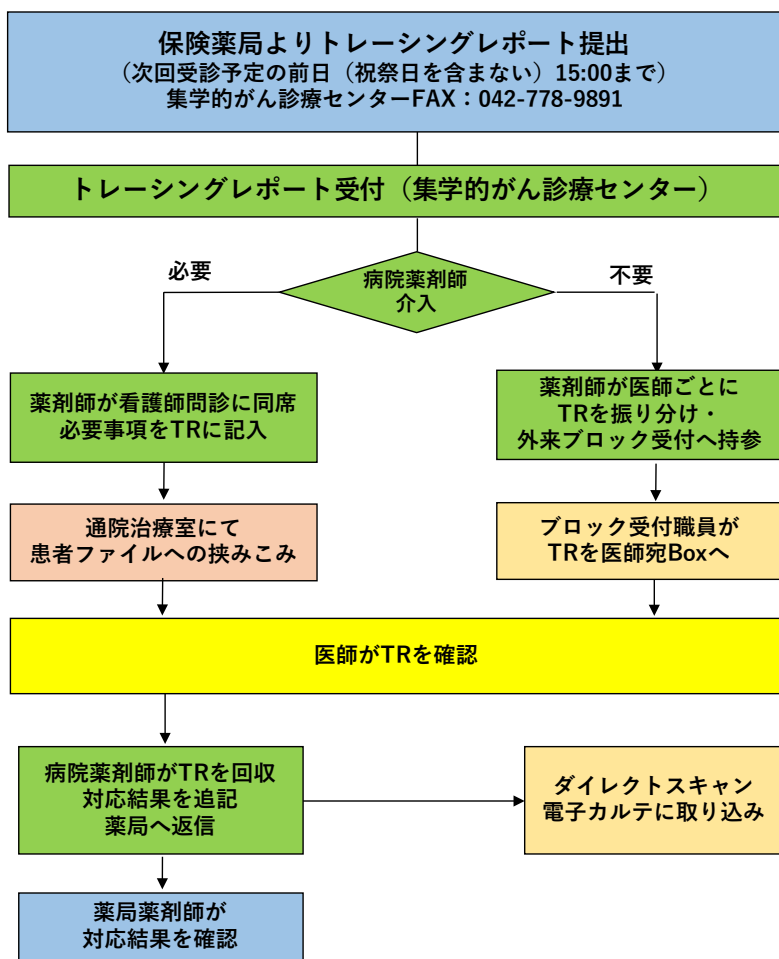 保険薬局よりトレーシングレポート提出
（次回受診予定の前日（祝祭日を含まない）15:00まで）
集学的がん診療センターFAX：042-778-9891
トレーシングレポート受付（集学的がん診療センター）
病院薬剤師
介入
必要
不要
薬剤師が看護師問診に同席
必要事項をTRに記入
薬剤師が医師ごとに
TRを振り分け・
外来ブロック受付へ持参
通院治療室にて
患者ファイルへの挟みこみ
ブロック受付職員が
TRを医師宛Boxへ
医師がTRを確認
病院薬剤師がTRを回収
対応結果を追記
薬局へ返信
ダイレクトスキャン
電子カルテに取り込み
薬局薬剤師が
対応結果を確認